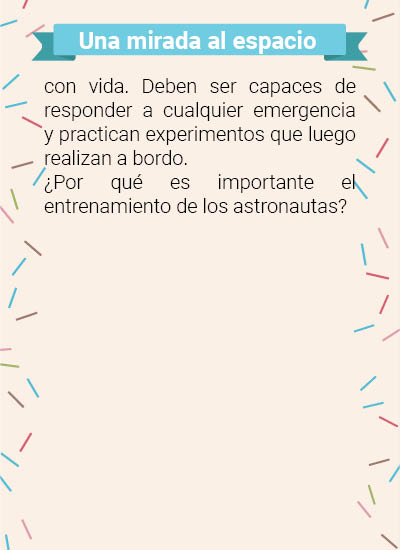 Una mirada al espacio
con vida. Deben ser capaces de
responder a cualquier emergencia
y practican experimentos que luego
realizan a bordo.
¿Por qué es importante el
entrenamiento de los astronautas?